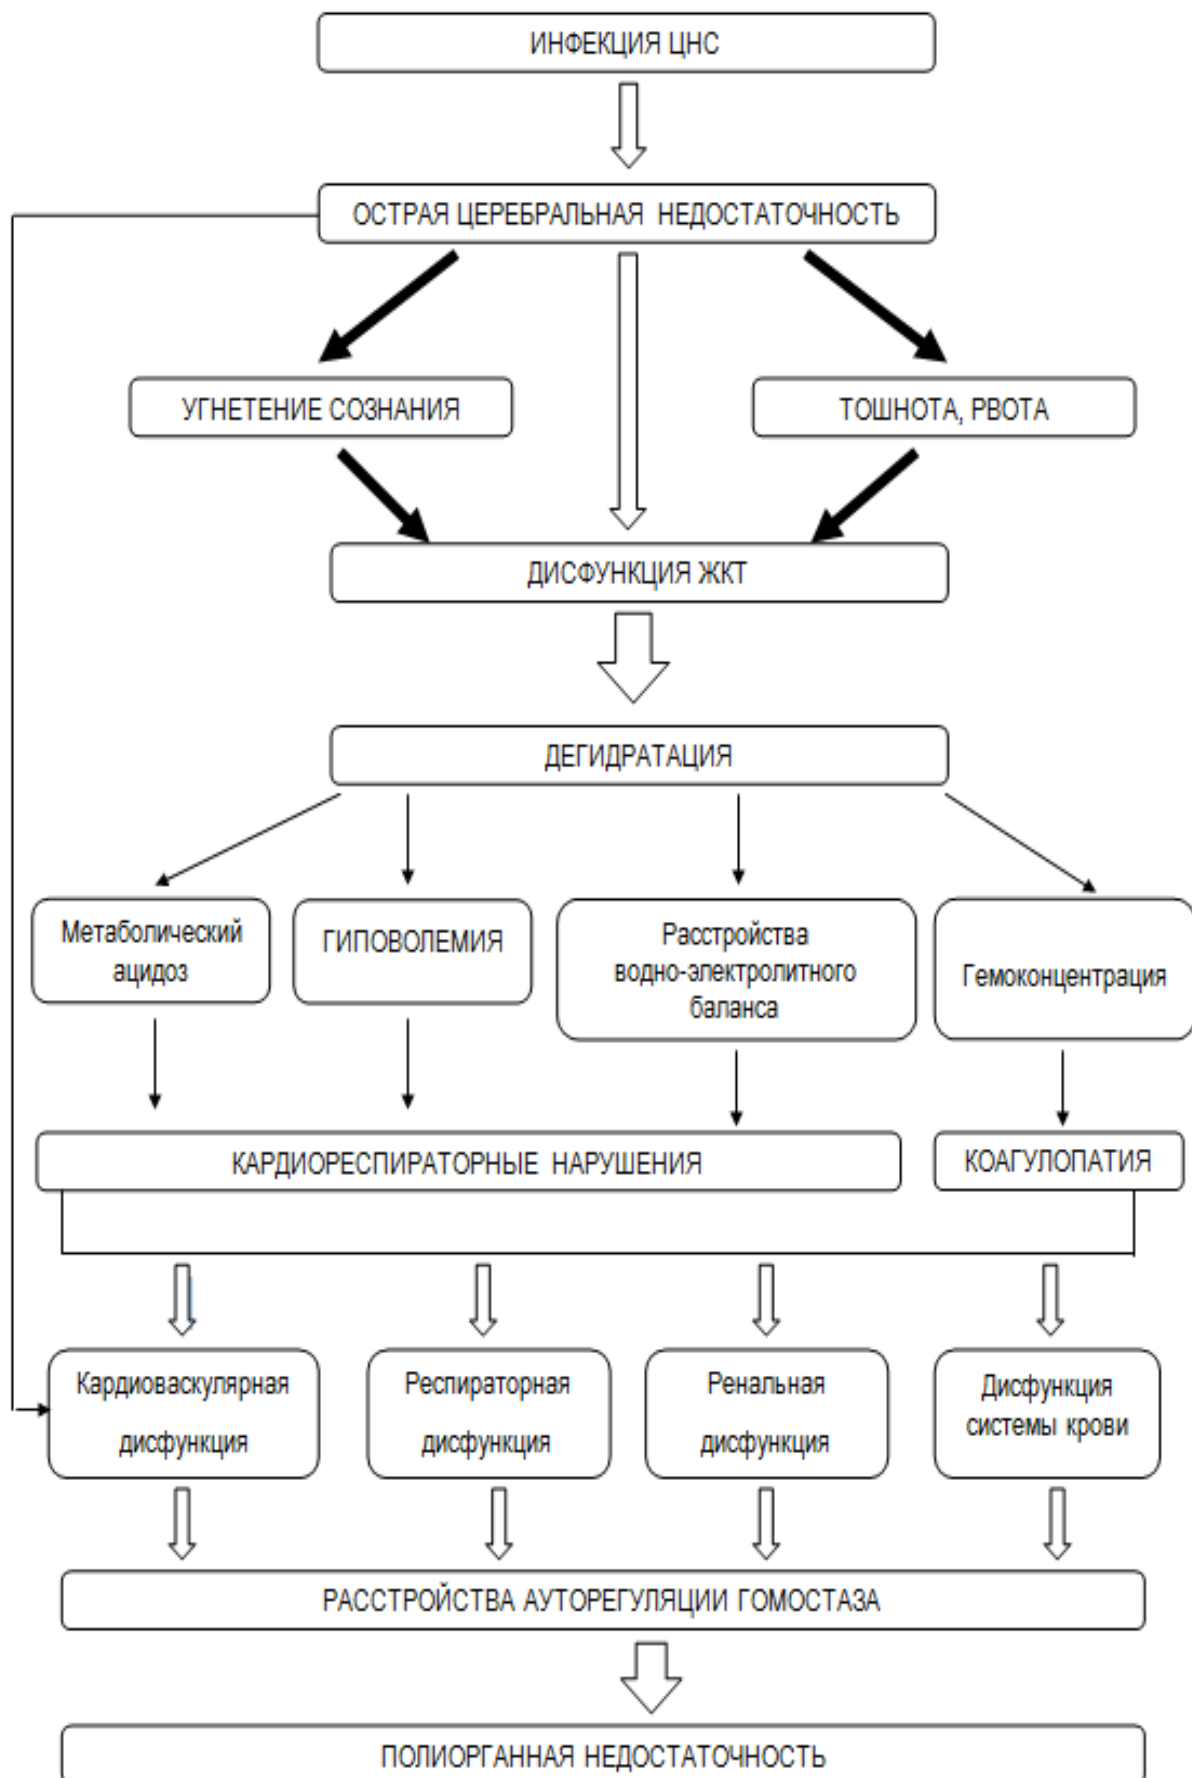 ИНФЕКЦИЯ ЦНС
ОСТРАЯ ЦЕРЕБРАЛЬНАЯ НЕДОСТАТОЧНОСТЬ
УГНЕТЕНИЕ СОЗНАНИЯ
ТОШНОТА, РВОТА
ДИСФУНКЦИЯ ЖКТ
ДЕГИДРАТАЦИЯ
Метаболический
ацидоз
ГИПОВОЛЕМИЯ
Расстройства
водно-электролитного
баланса
Гемоконцентрация
КАРДИОРЕСПИРАТОРНЫЕ НАРУШЕНИЯ
КОАГУЛОПАТИЯ
Кардиоваскулярная
дисфункция
Респираторная
дисфункция
Ренальная
дисфункция
Дисфункция
системы крови
РАССТРОЙСТВА АУТОРЕГУЛЯЦИИ ГОМОСТАЗА
ПОЛИОРГАННАЯ НЕДОСТАТОЧНОСТЬ